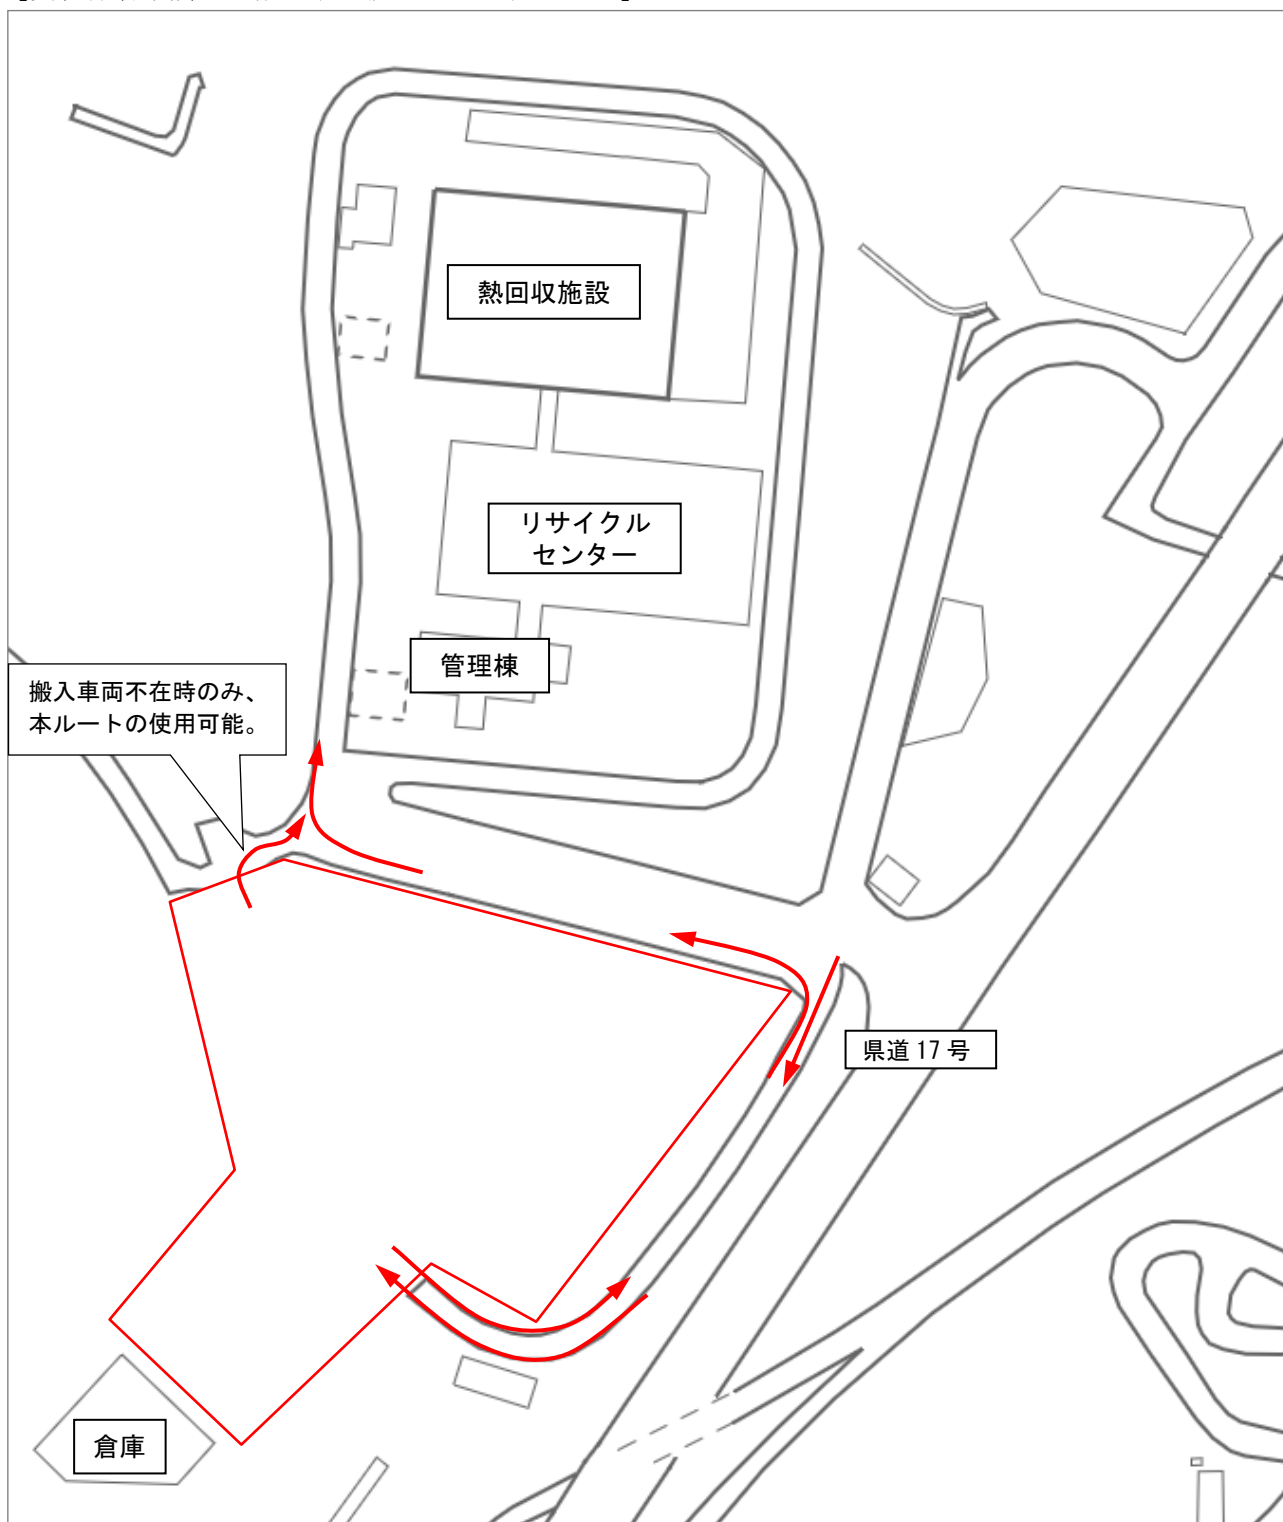 熱回収施設
リサイクル
センター
管理棟
搬入車両不在時のみ、
本ルートの使用可能。
県道 17 号
倉庫